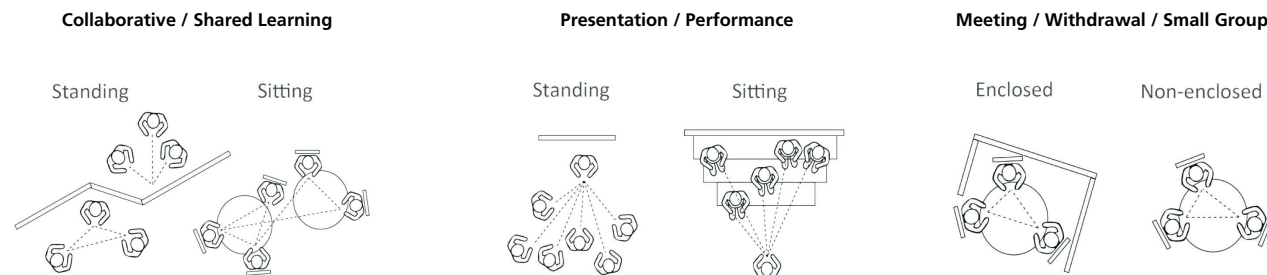 Collaborative / Shared Learning
Presentation / Performance
Meeting / Withdrawal / Small Group
Standing
Sitting
Standing
Sitting
Enclosed
Non-enclosed